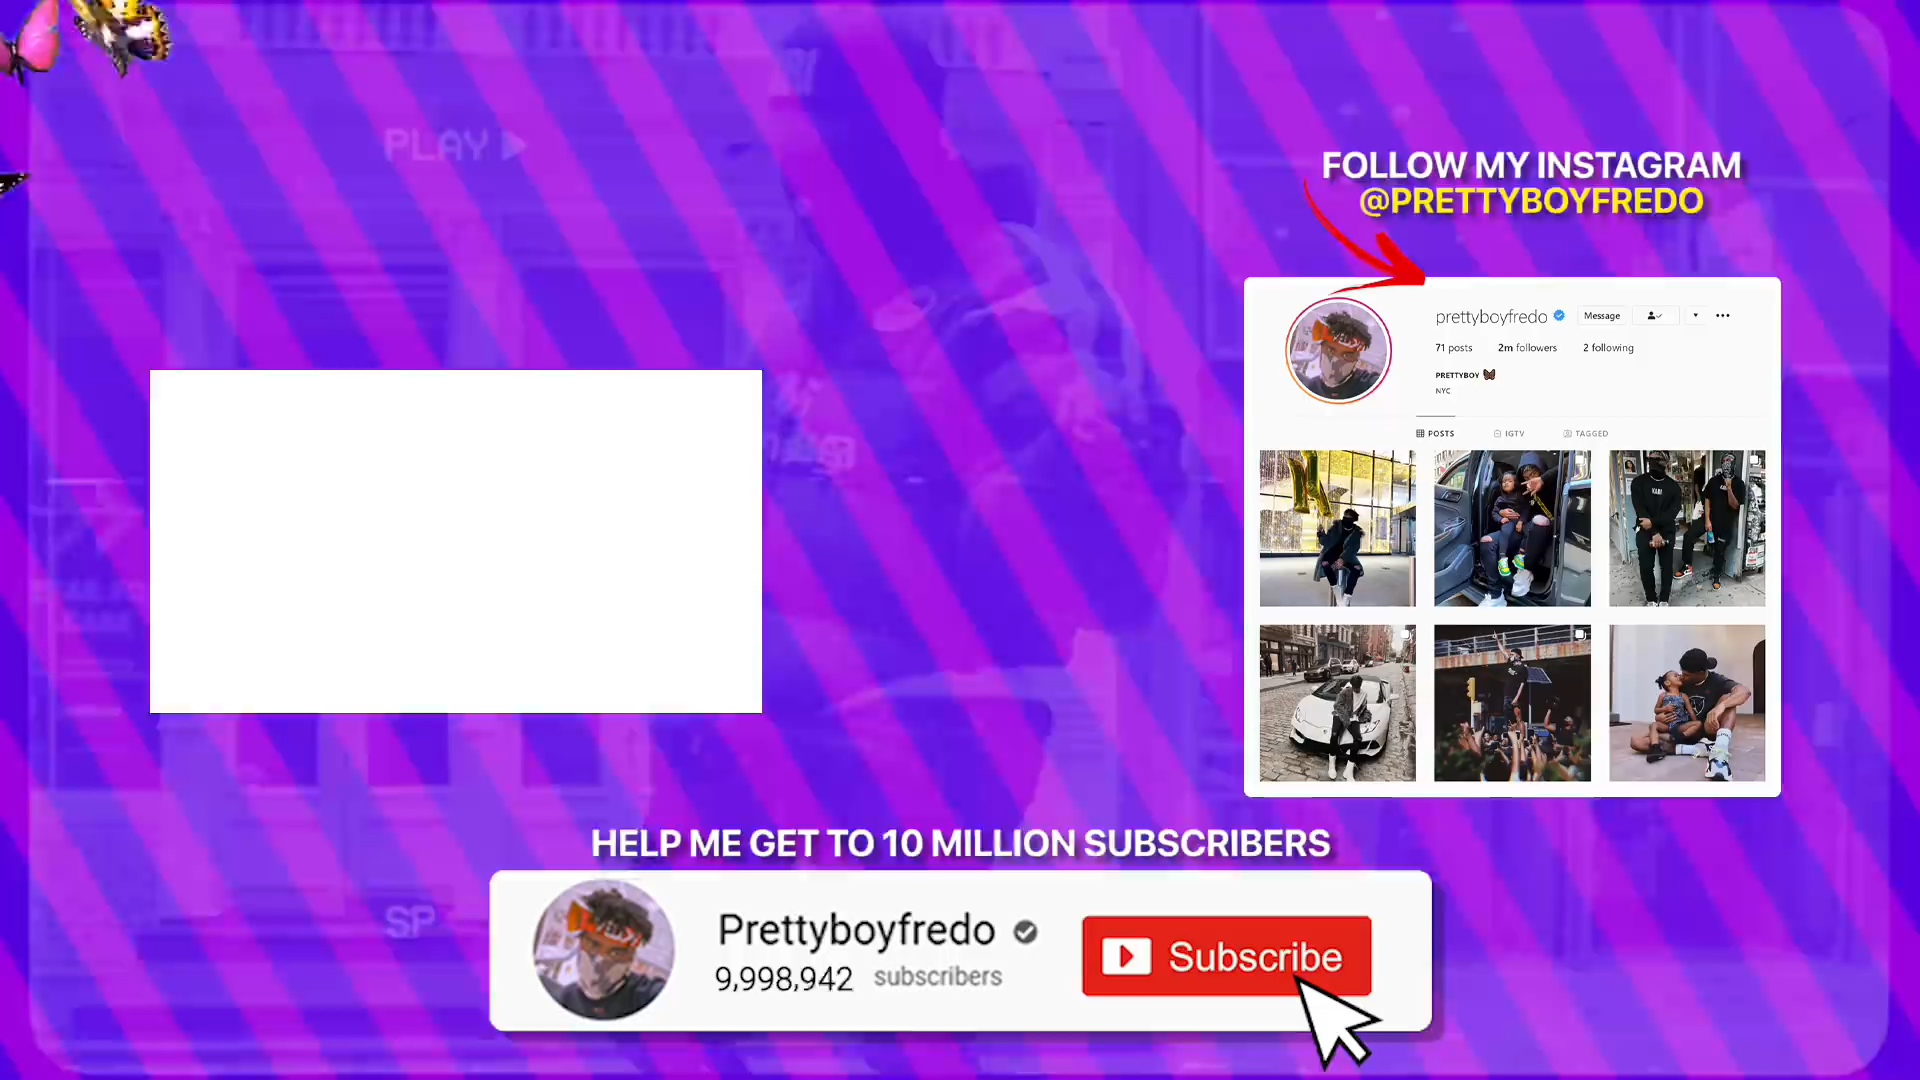 PLAY
FOLLOW MY INSTAGRAM
@PRETTYBOYFREDO
prettyboyfredo Message
71 posts 2m followers 2 following
PRETTYBOY
NYC
POSTS IGTV TAGGED
HELP ME GET TO 10 MILLION SUBSCRIBERS
SP
Prettyboyfredo
9,998,942 subscribers
Subscribe